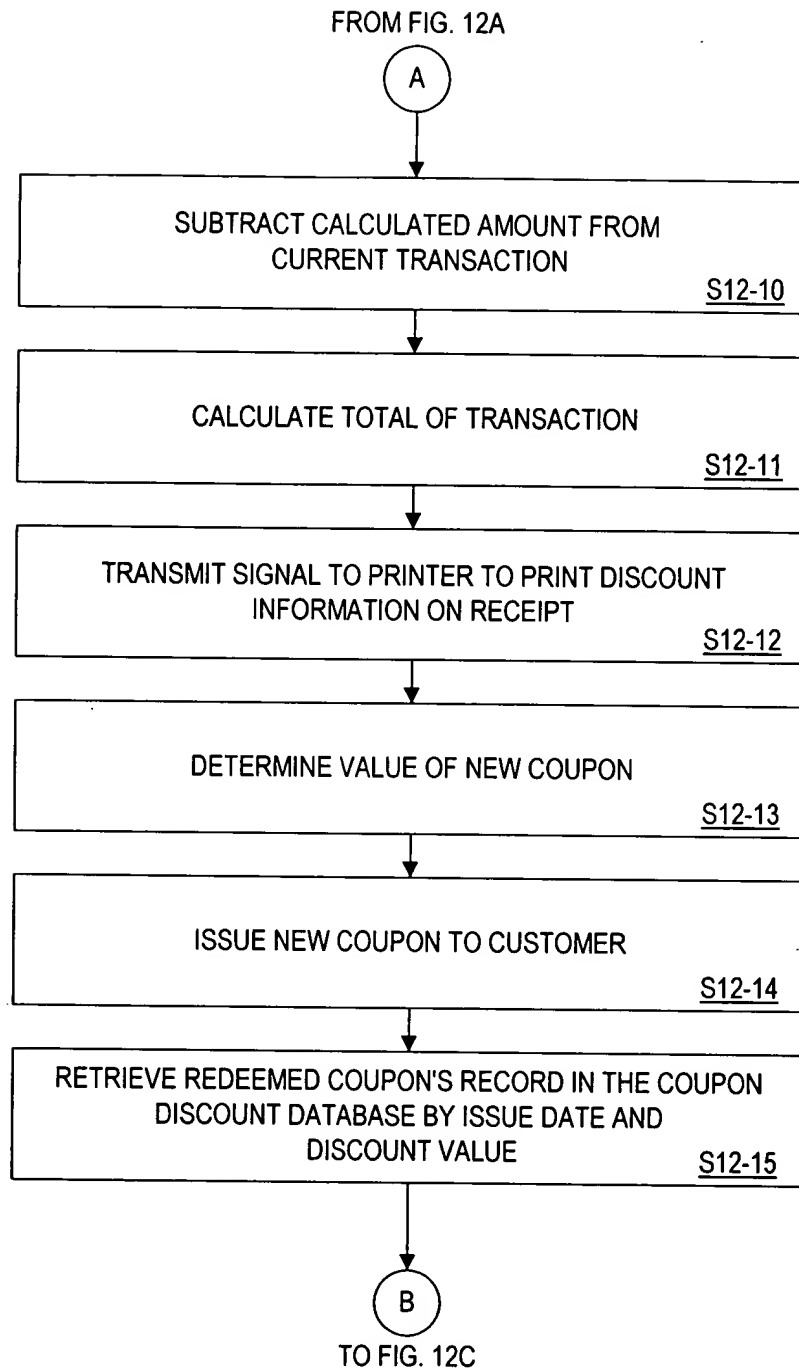 FROM FIG. 12A
A
SUBTRACT CALCULATED AMOUNT FROM
CURRENT TRANSACTION
S12-10
CALCULATE TOTAL OF TRANSACTION
S12-11
TRANSMIT SIGNAL TO PRINTER TO PRINT DISCOUNT
INFORMATION ON RECEIPT
S12-12
DETERMINE VALUE OF NEW COUPON
S12-13
ISSUE NEW COUPON TO CUSTOMER
S12-14
RETRIEVE REDEEMED COUPON'S RECORD IN THE COUPON
DISCOUNT DATABASE BY ISSUE DATE AND
DISCOUNT VALUE
S12-15
B
TO FIG. 12C